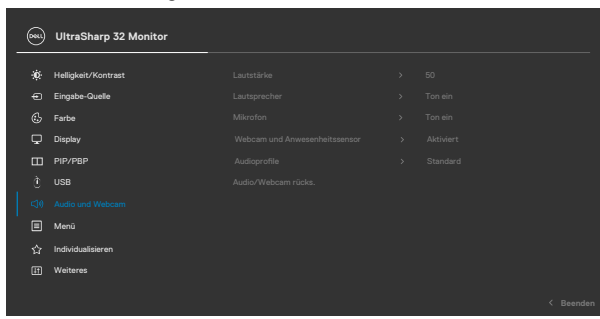 DELL UltraSharp 32 Monitor
Helligkeit/Kontrast Lautstärke > 50
Eingabe-Quelle Lautsprecher > Ton ein
Farbe Mikrofon > Ton ein
Display Webcam und Anwesenheitssensor > Aktiviert
PIP/PBP Audioprofile > Standard
USB Audio/Webcam rücks.
Audio und Webcam
Menü
Individualisieren
Weiteres
< Beenden